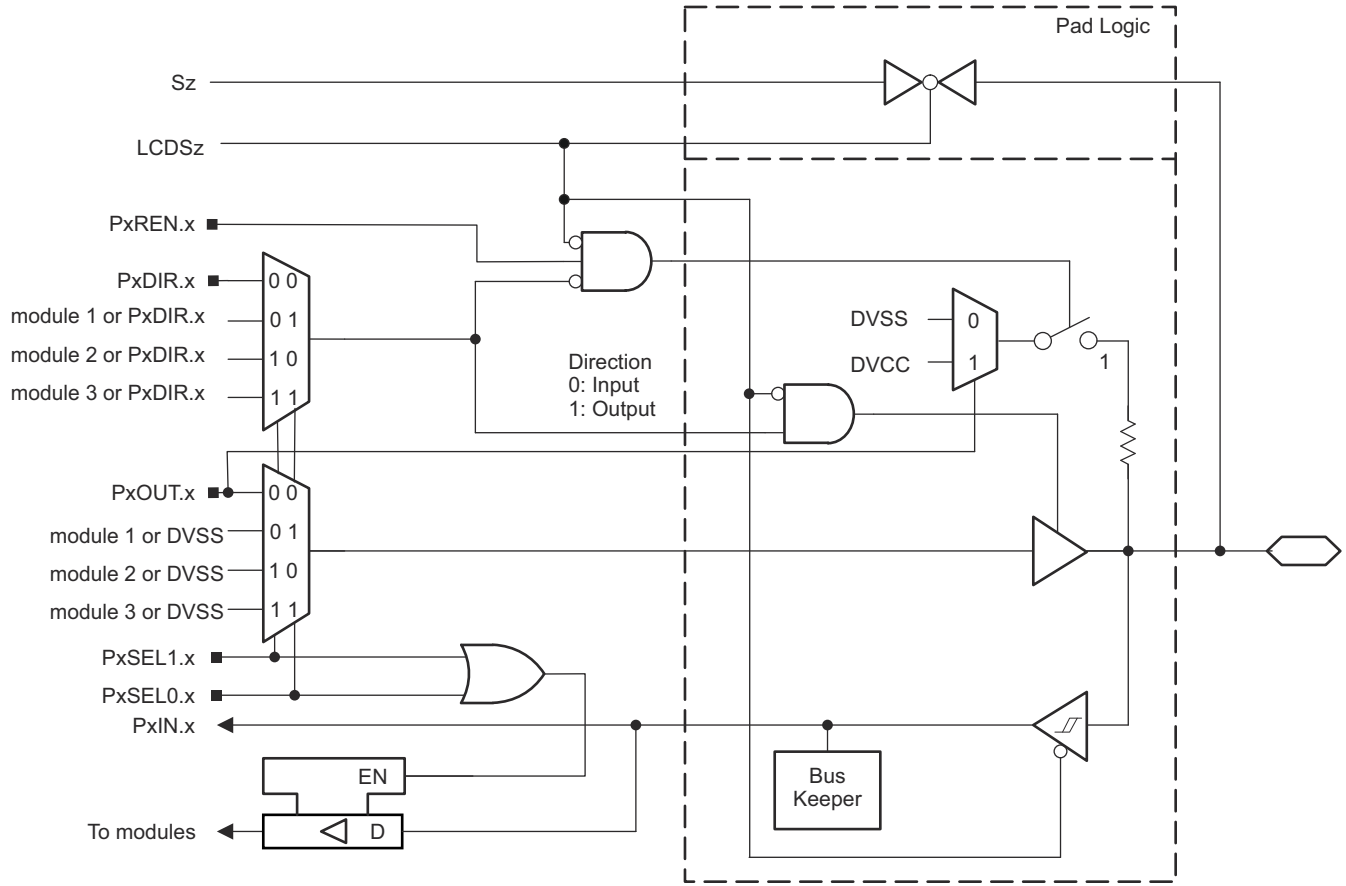 Pad Logic
Sz
LCDSz
PxREN.x
PxDIR.x
0 0
module 1 or PxDIR.x
0 1
module 2 or PxDIR.x
1 0
module 3 or PxDIR.x
1 1
Direction
0: Input
1: Output
DVSS
0
DVCC
1
1
PxOUT.x
0 0
module 1 or DVSS
0 1
module 2 or DVSS
1 0
module 3 or DVSS
1 1
PxSEL1.x
PxSEL0.x
PxIN.x
EN
Bus
Keeper
To modules
D